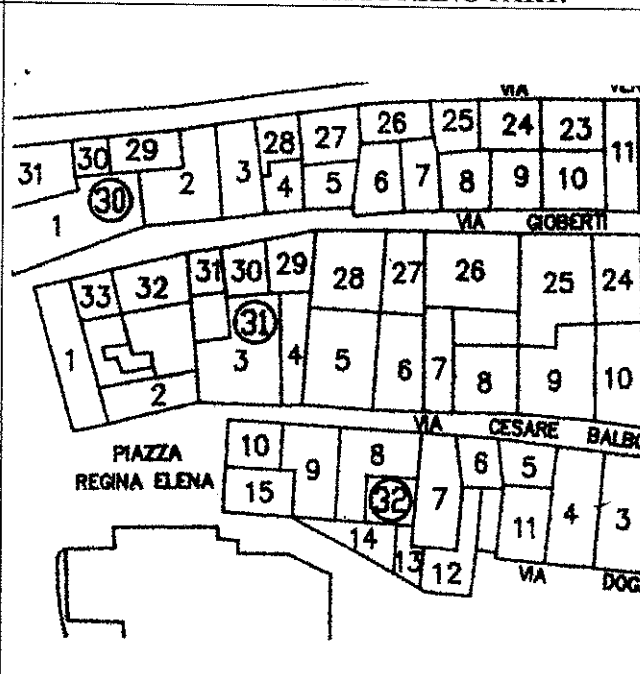 VIA
26 25 24 23
31 30 29 28 27 11
2 3 4 5 6 7 8 9 10
30
1
VIA GIOBERTI
33 32 31 30 29 28 27 26 25 24
31
1 3 4 5 6 7 8 9 10
2
VIA CESARE BALBO
PIAZZA
REGINA ELENA
10 9 8 6 5
15 32 7 11 4 3
14 13 12
VIA